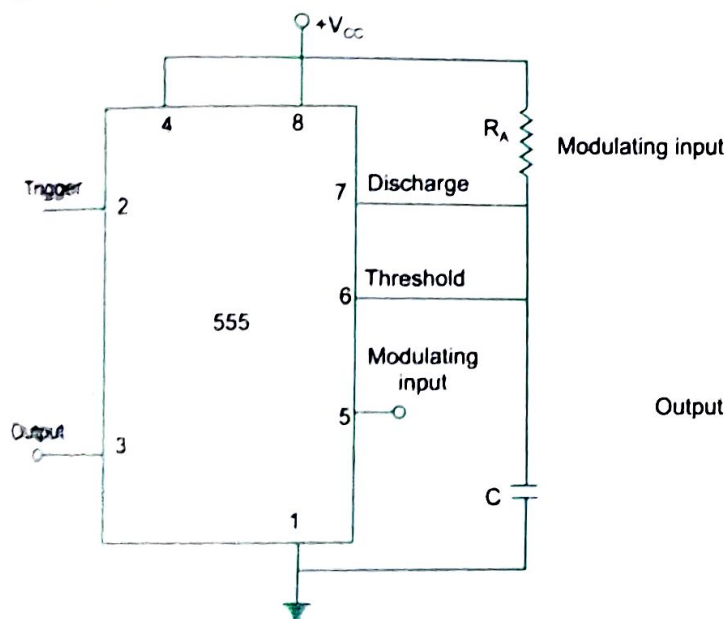 +VCC
4
8
RA
Modulating input
Trigger
2
7
Discharge
6
Threshold
555
Modulating
input
5
Output
Output
3
C
1